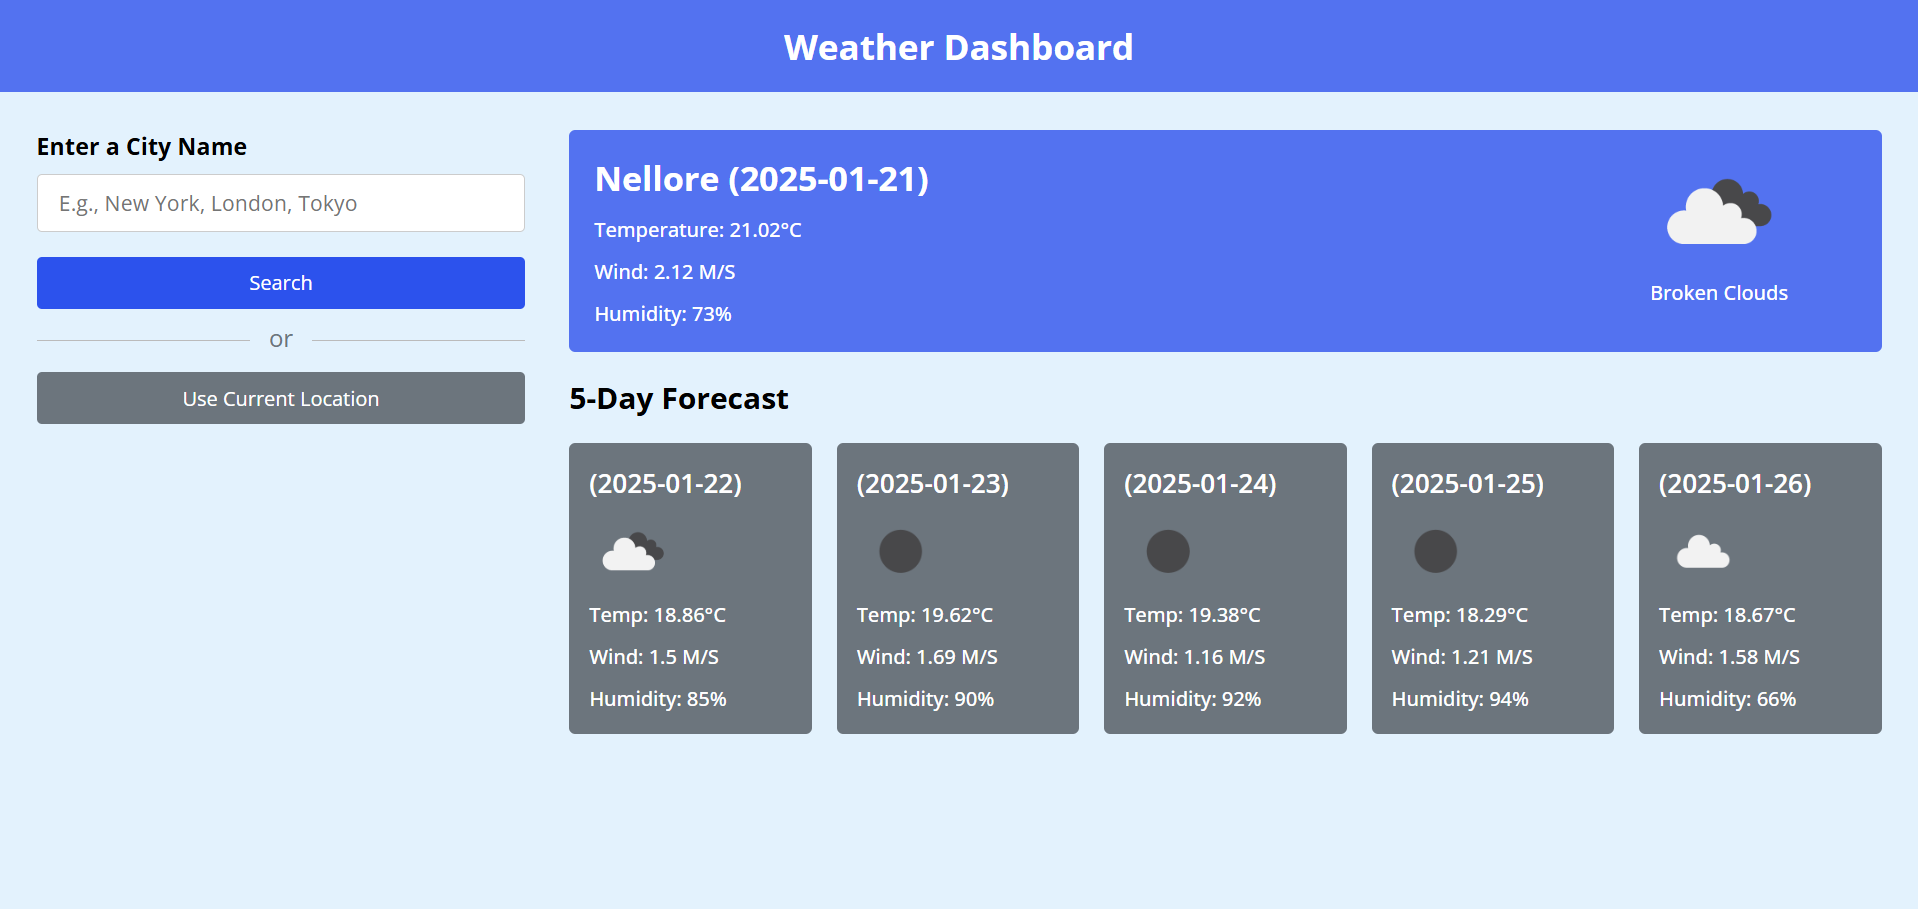 Weather Dashboard
Enter a City Name
E.g., New York, London, Tokyo
Search
or
Use Current Location
Nellore (2025-01-21)
Temperature: 21.02°C
Wind: 2.12 M/S
Humidity: 73%
Broken Clouds
5-Day Forecast
(2025-01-22)
Temp: 18.86°C
Wind: 1.5 M/S
Humidity: 85%
(2025-01-23)
Temp: 19.62°C
Wind: 1.69 M/S
Humidity: 90%
(2025-01-24)
Temp: 19.38°C
Wind: 1.16 M/S
Humidity: 92%
(2025-01-25)
Temp: 18.29°C
Wind: 1.21 M/S
Humidity: 94%
(2025-01-26)
Temp: 18.67°C
Wind: 1.58 M/S
Humidity: 66%